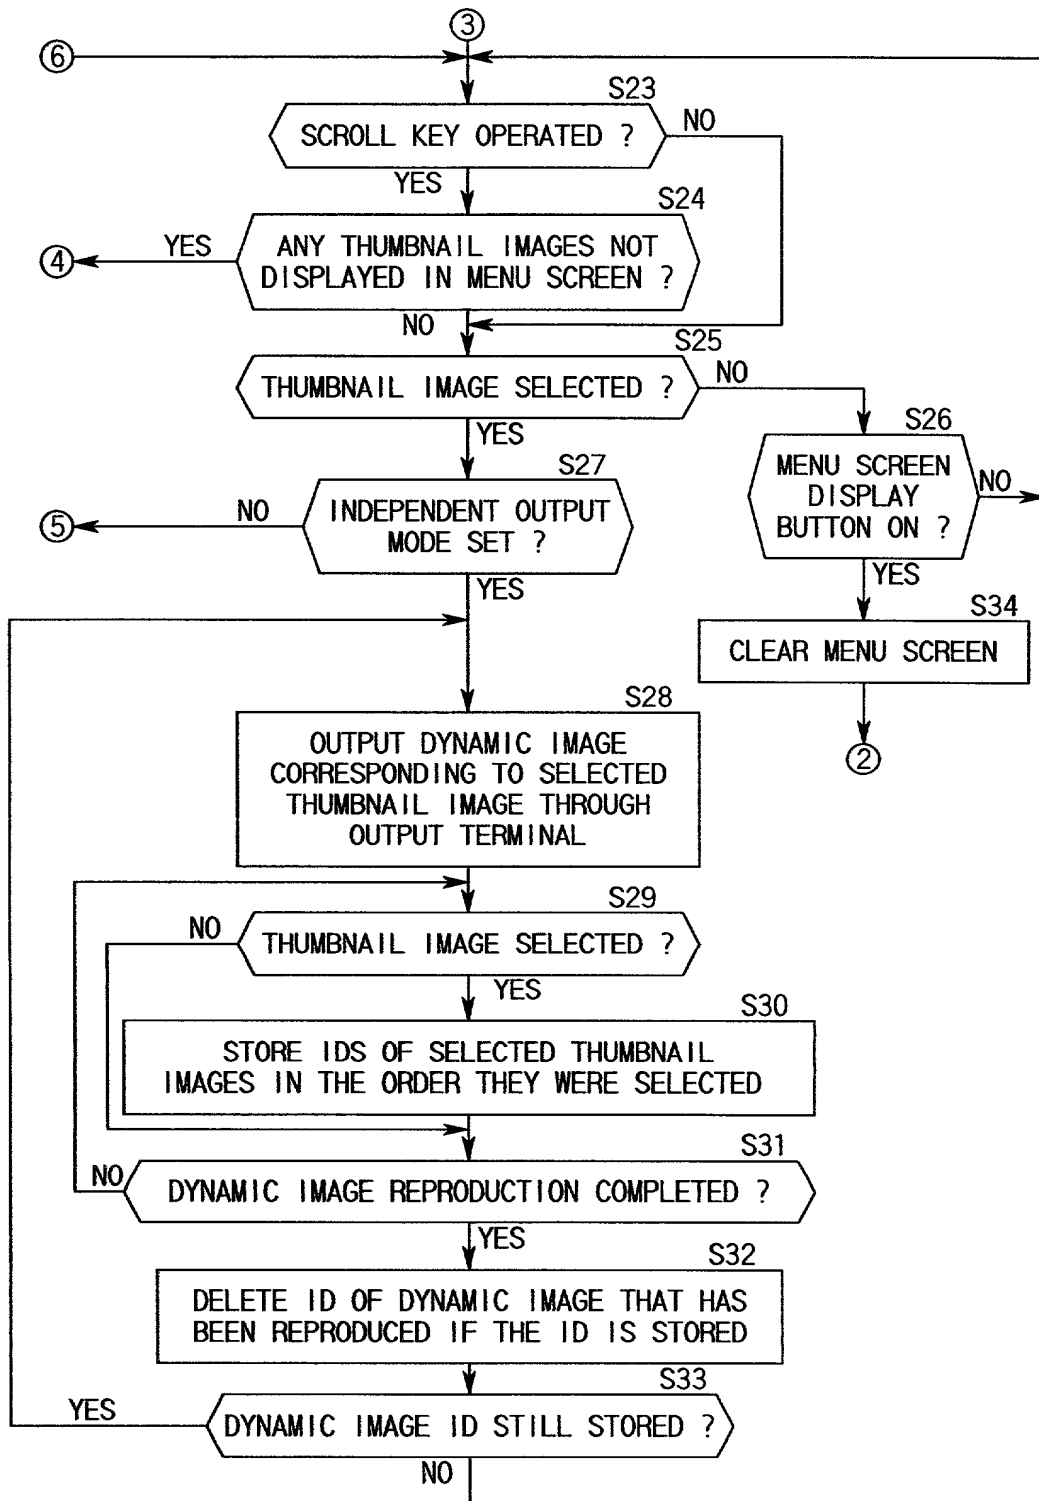 ③
⑥
S23
SCROLL KEY OPERATED ?
NO
YES
S24
ANY THUMBNAIL IMAGES NOT
DISPLAYED IN MENU SCREEN ?
YES
④
NO
S25
THUMBNAIL IMAGE SELECTED ?
NO
YES
S26
MENU SCREEN
DISPLAY
BUTTON ON ?
NO
YES
S27
INDEPENDENT OUTPUT
MODE SET ?
NO
⑤
YES
S34
CLEAR MENU SCREEN
②
S28
OUTPUT DYNAMIC IMAGE
CORRESPONDING TO SELECTED
THUMBNAIL IMAGE THROUGH
OUTPUT TERMINAL
S29
THUMBNAIL IMAGE SELECTED ?
NO
YES
S30
STORE IDS OF SELECTED THUMBNAIL
IMAGES IN THE ORDER THEY WERE SELECTED
S31
DYNAMIC IMAGE REPRODUCTION COMPLETED ?
NO
YES
S32
DELETE ID OF DYNAMIC IMAGE THAT HAS
BEEN REPRODUCED IF THE ID IS STORED
S33
DYNAMIC IMAGE ID STILL STORED ?
YES
NO